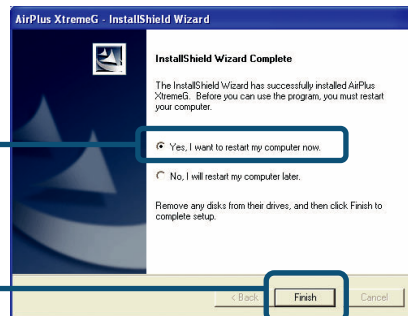 AirPlus XtremeG - InstallShield Wizard
InstallShield Wizard Complete
The InstallShield Wizard has successfully installed AirPlus
XtremeG. Before you can use the program, you must restart
your computer.
Yes, I want to restart my computer now.
No, I will restart my computer later.
Remove any disks from their drives, and then click Finish to
complete setup.
< Back
Finish
Cancel